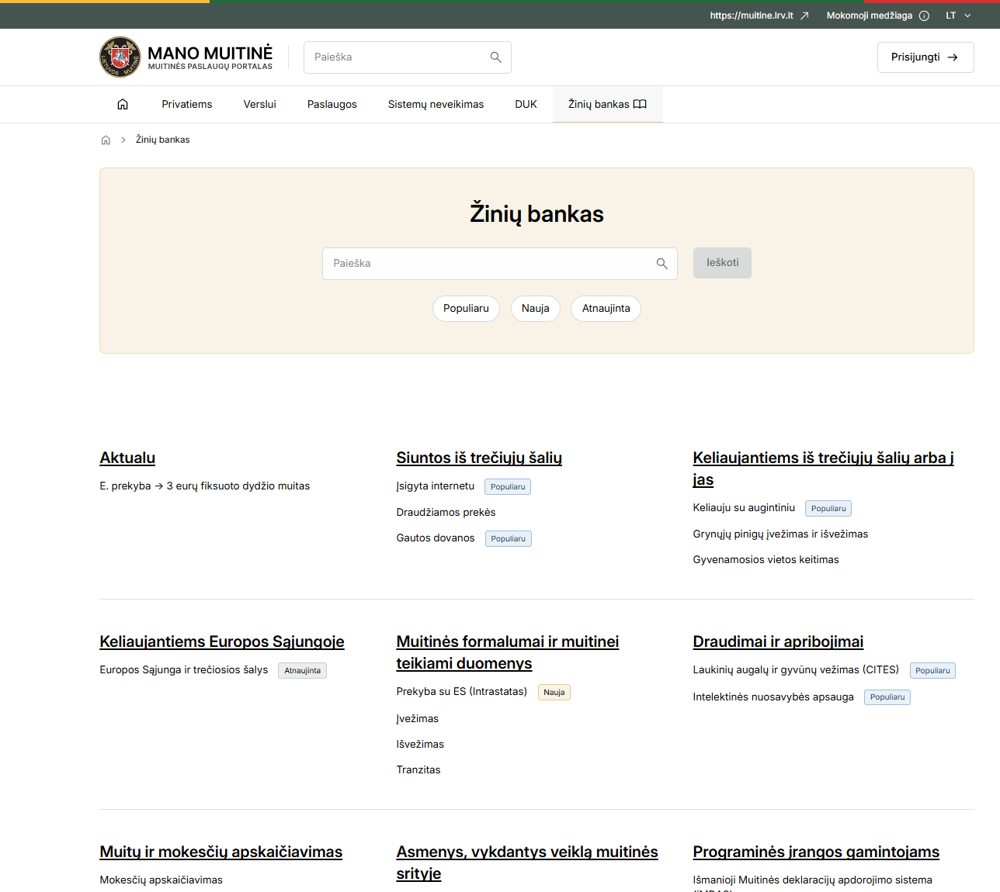 https://muitine.lrv.lt
Mokomoji medžiaga
LT
MANO MUITINĖ
MUITINĖS PASLAUGŲ PORTALAS
LIETUVOS MUITINĖ
Paieška
Prisijungti
Privatiems
Verslui
Paslaugos
Sistemų neveikimas
DUK
Žinių bankas
Žinių bankas
Žinių bankas
Paieška
Ieškoti
Populiaru
Nauja
Atnaujinta
Aktualu
E. prekyba → 3 eurų fiksuoto dydžio muitas
Siuntos iš trečiųjų šalių
Įsigyta internetu Populiaru
Draudžiamos prekės
Gautos dovanos Populiaru
Keliaujantiems iš trečiųjų šalių arba į
jas
Keliauju su augintiniu Populiaru
Grynųjų pinigų įvežimas ir išvežimas
Gyvenamosios vietos keitimas
Keliaujantiems Europos Sąjungoje
Europos Sąjunga ir trečiosios šalys Atnaujinta
Muitinės formalumai ir muitinei
teikiami duomenys
Prekyba su ES (Intrastatas) Nauja
Įvežimas
Išvežimas
Tranzitas
Draudimai ir apribojimai
Laukinių augalų ir gyvūnų vežimas (CITES) Populiaru
Intelektinės nuosavybės apsauga Populiaru
Muitų ir mokesčių apskaičiavimas
Mokesčių apskaičiavimas
Asmenys, vykdantys veiklą muitinės
srityje
Programinės įrangos gamintojams
Išmanioji Muitinės deklaracijų apdorojimo sistema